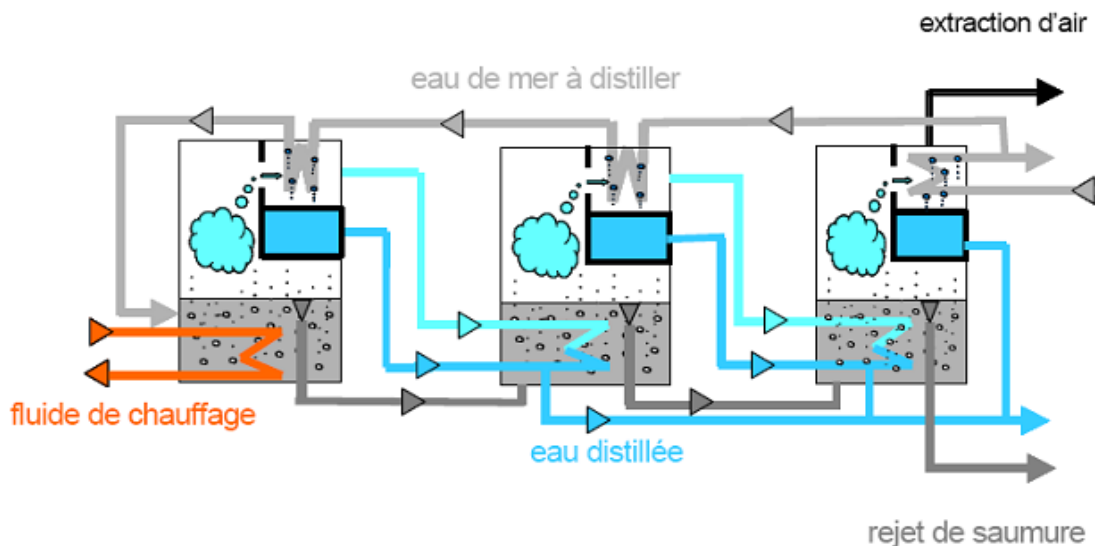 extraction d'air
eau de mer à distiller
fluide de chauffage
eau distillée
rejet de saumure